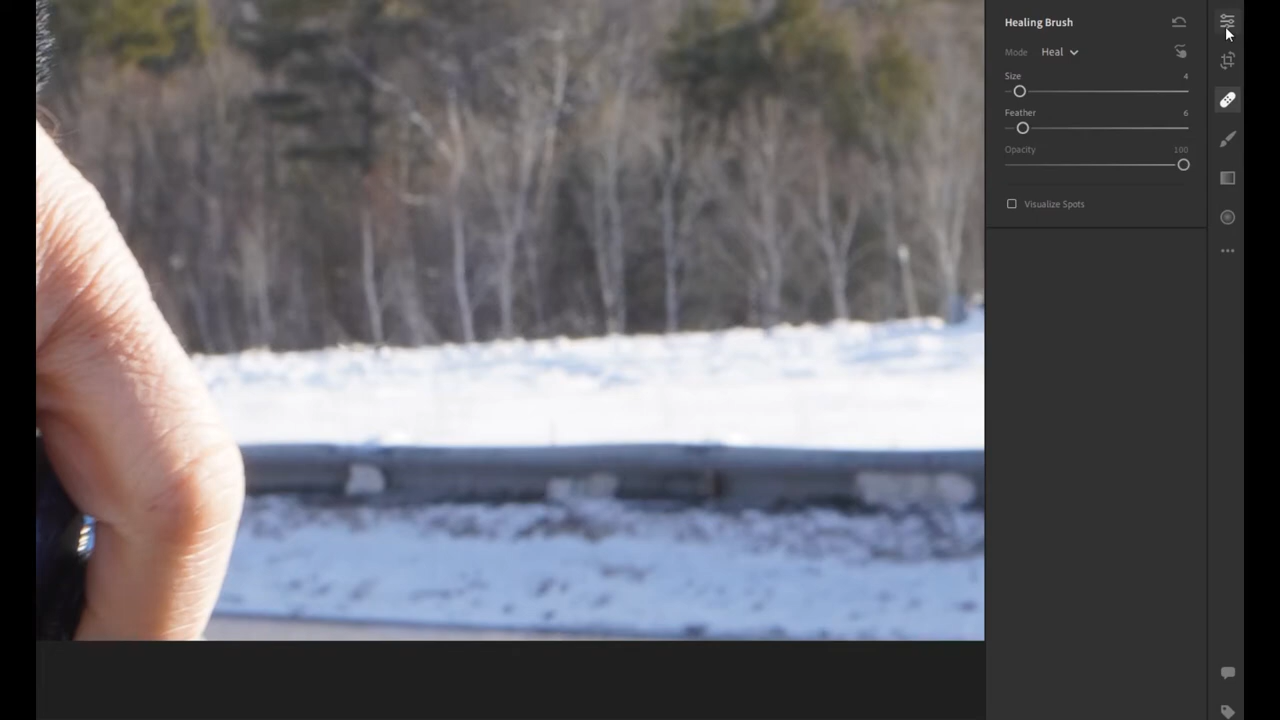 Healing Brush
Mode Heal
Size 4
Feather 6
Opacity 100
Visualize Spots